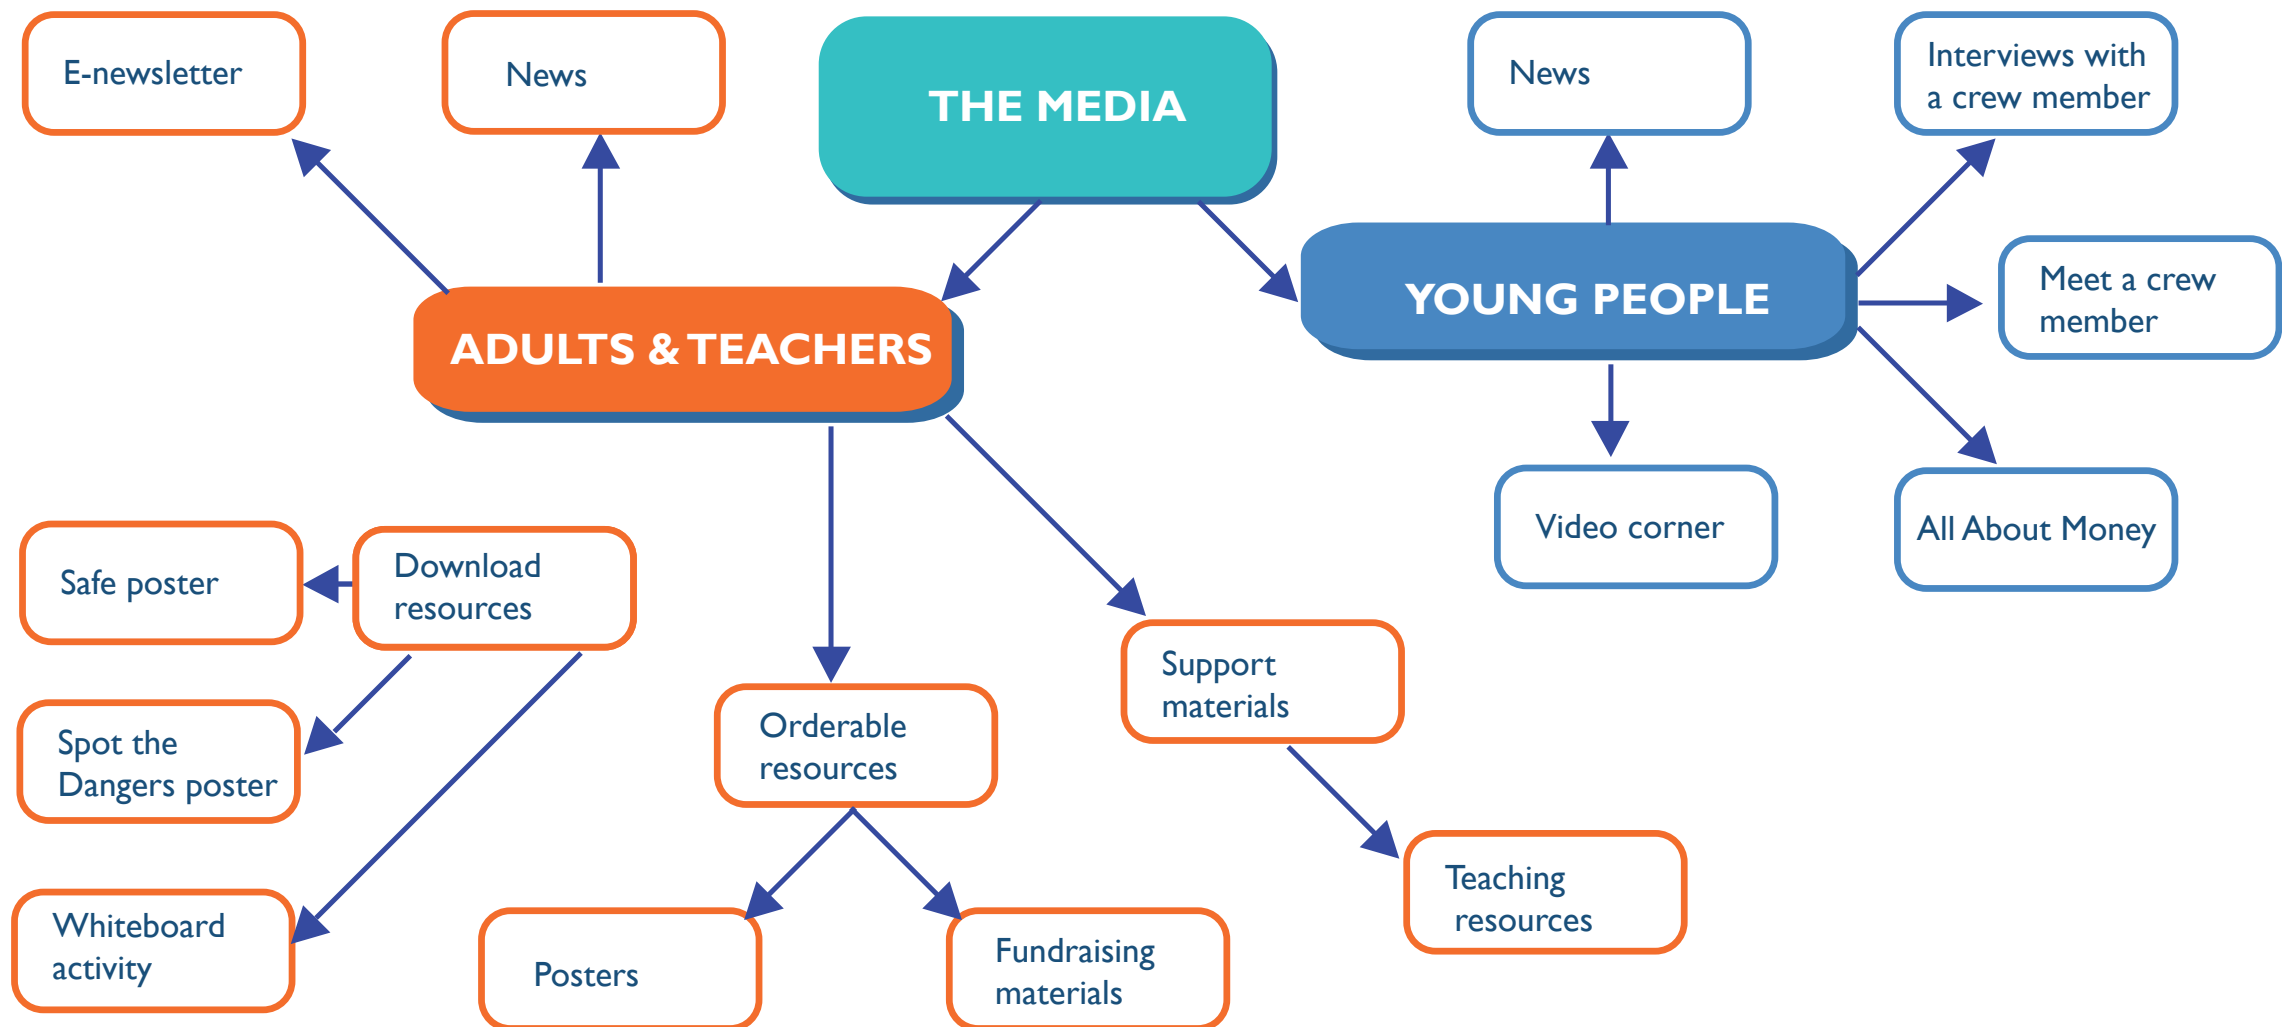 E-newsletter
News
THE MEDIA
News
Interviews with
a crew member
ADULTS & TEACHERS
YOUNG PEOPLE
Meet a crew
member
Video corner
All About Money
Safe poster
Download
resources
Spot the
Dangers poster
Orderable
resources
Support
materials
Whiteboard
activity
Posters
Fundraising
materials
Teaching
resources